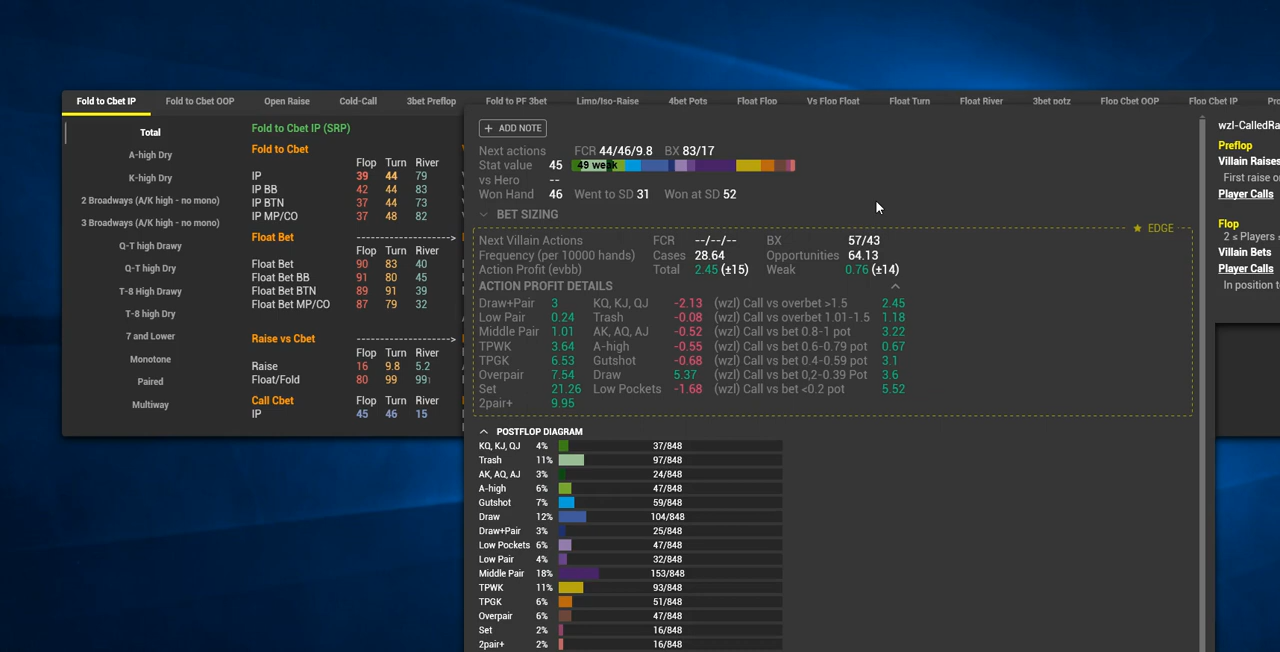 Fold to Cbet IP Fold to Cbet OOP Open Raise Cold-Call 3bet Preflop Fold to PF 3bet Limp/Iso-Raise 4bet Pots Float Flop Vs Flop Float Float Turn Float River 3bet potz Flop Cbet OOP Flop Cbet IP
Total
A-high Dry
K-high Dry
2 Broadways (A/K high - no mono)
3 Broadways (A/K high - no mono)
Q-T high Drawy
Q-T high Dry
T-8 High Drawy
T-8 high Dry
7 and Lower
Monotone
Paired
Multiway
Fold to Cbet IP (SRP)
Fold to Cbet
Flop Turn River
IP 39 44 79
IP BB 42 44 83
IP BTN 37 44 73
IP MP/CO 37 48 82
Float Bet -------------------->
Flop Turn River
Float Bet 90 83 40
Float Bet BB 91 80 45
Float Bet BTN 89 91 39
Float Bet MP/CO 87 79 32
Raise vs Cbet -------------------->
Flop Turn River
Raise 16 9.8 5.2
Float/Fold 80 99 99
Call Cbet Flop Turn River
IP 45 46 15
+ ADD NOTE
Next actions FCR 44/46/9.8 BX 83/17
Stat value 45 49 weak
vs Hero --
Won Hand 46 Went to SD 31 Won at SD 52
BET SIZING
★ EDGE
Next Villain Actions FCR --/--/-- BX 57/43
Frequency (per 10000 hands) Cases 28.64 Opportunities 64.13
Action Profit (evbb) Total 2.45 (±15) Weak 0.76 (±14)
ACTION PROFIT DETAILS
Draw+Pair 3 KQ, KJ, QJ -2.13 (wzl) Call vs overbet >1.5 2.45
Low Pair 0.24 Trash -0.08 (wzl) Call vs overbet 1.01-1.5 1.18
Middle Pair 1.01 AK, AQ, AJ -0.52 (wzl) Call vs bet 0.8-1 pot 3.22
TPWK 3.64 A-high -0.55 (wzl) Call vs bet 0.6-0.79 pot 0.67
TPGK 6.53 Gutshot -0.68 (wzl) Call vs bet 0.4-0.59 pot 3.1
Overpair 7.54 Draw 5.37 (wzl) Call vs bet 0,2-0.39 Pot 3.6
Set 21.26 Low Pockets -1.68 (wzl) Call vs bet <0.2 pot 5.52
2pair+ 9.95
POSTFLOP DIAGRAM
KQ, KJ, QJ 4% 37/848
Trash 11% 97/848
AK, AQ, AJ 3% 24/848
A-high 6% 47/848
Gutshot 7% 59/848
Draw 12% 104/848
Draw+Pair 3% 25/848
Low Pockets 6% 47/848
Low Pair 4% 32/848
Middle Pair 18% 153/848
TPWK 11% 93/848
TPGK 6% 51/848
Overpair 6% 47/848
Set 2% 16/848
2pair+ 2% 16/848
Preflop
Villain Raises
First raise
Player Calls
Flop
2 ≤ Players
Villain Bets
Player Calls
In position